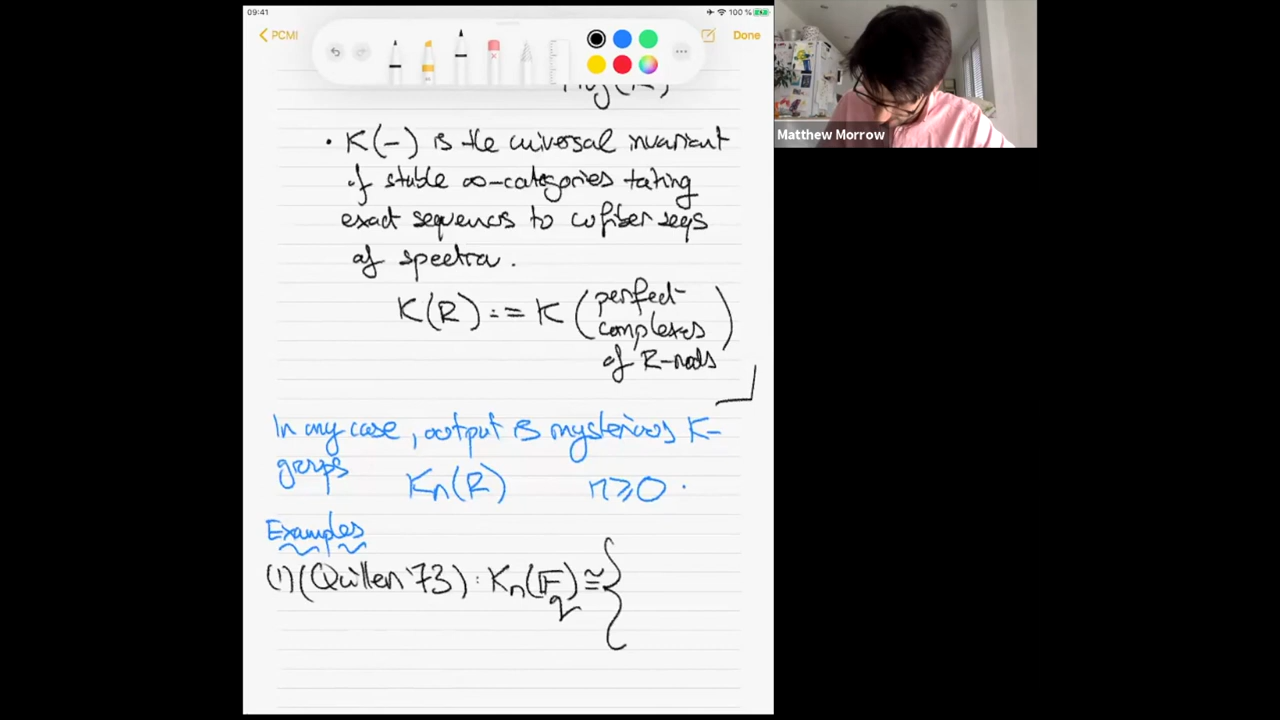 09:41
100 %
PCMI
Done
Matthew Morrow
• K(-) is the universal invariant
of stable ∞-categories taking
exact sequences to cofiber seqs
of spectra.
K(R) := K (perfect
complexes
of R-mods)
In any case, output is mysterious K-
groups Kn(R) n≥0.
Examples
(1) (Quillen '73): Kn(𝔽q) ≅ {